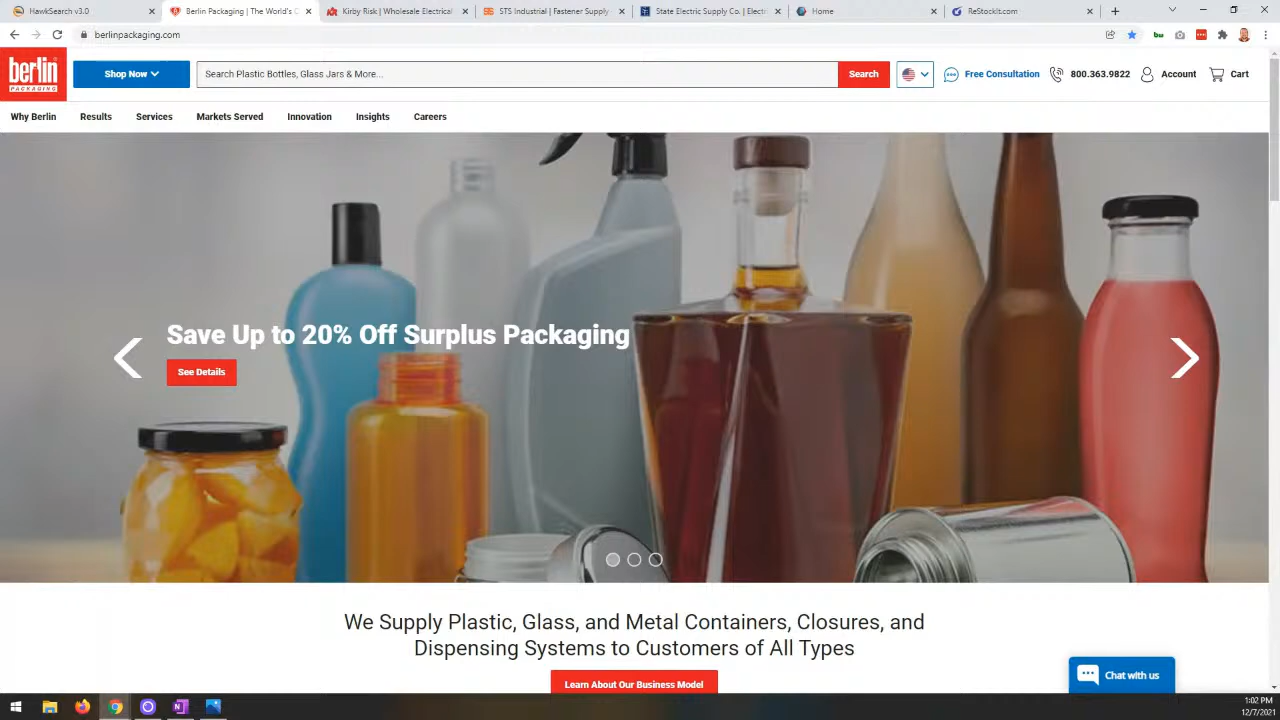 HawkSearch v3.0
Berlin Packaging | The World's C
Kirby Risk | Wholesale Electrical
STS Industrial | Fastener Supply
State Electric Supply Co. | Electri
Home
ReStockIt.com
berlinpackaging.com
berlin
PACKAGING
Shop Now
Search Plastic Bottles, Glass Jars & More...
Search
Free Consultation
800.363.9822
Account
Cart
Why Berlin
Results
Services
Markets Served
Innovation
Insights
Careers
Save Up to 20% Off Surplus Packaging
See Details
We Supply Plastic, Glass, and Metal Containers, Closures, and
Dispensing Systems to Customers of All Types
Learn About Our Business Model
Chat with us
1:02 PM
12/7/2021